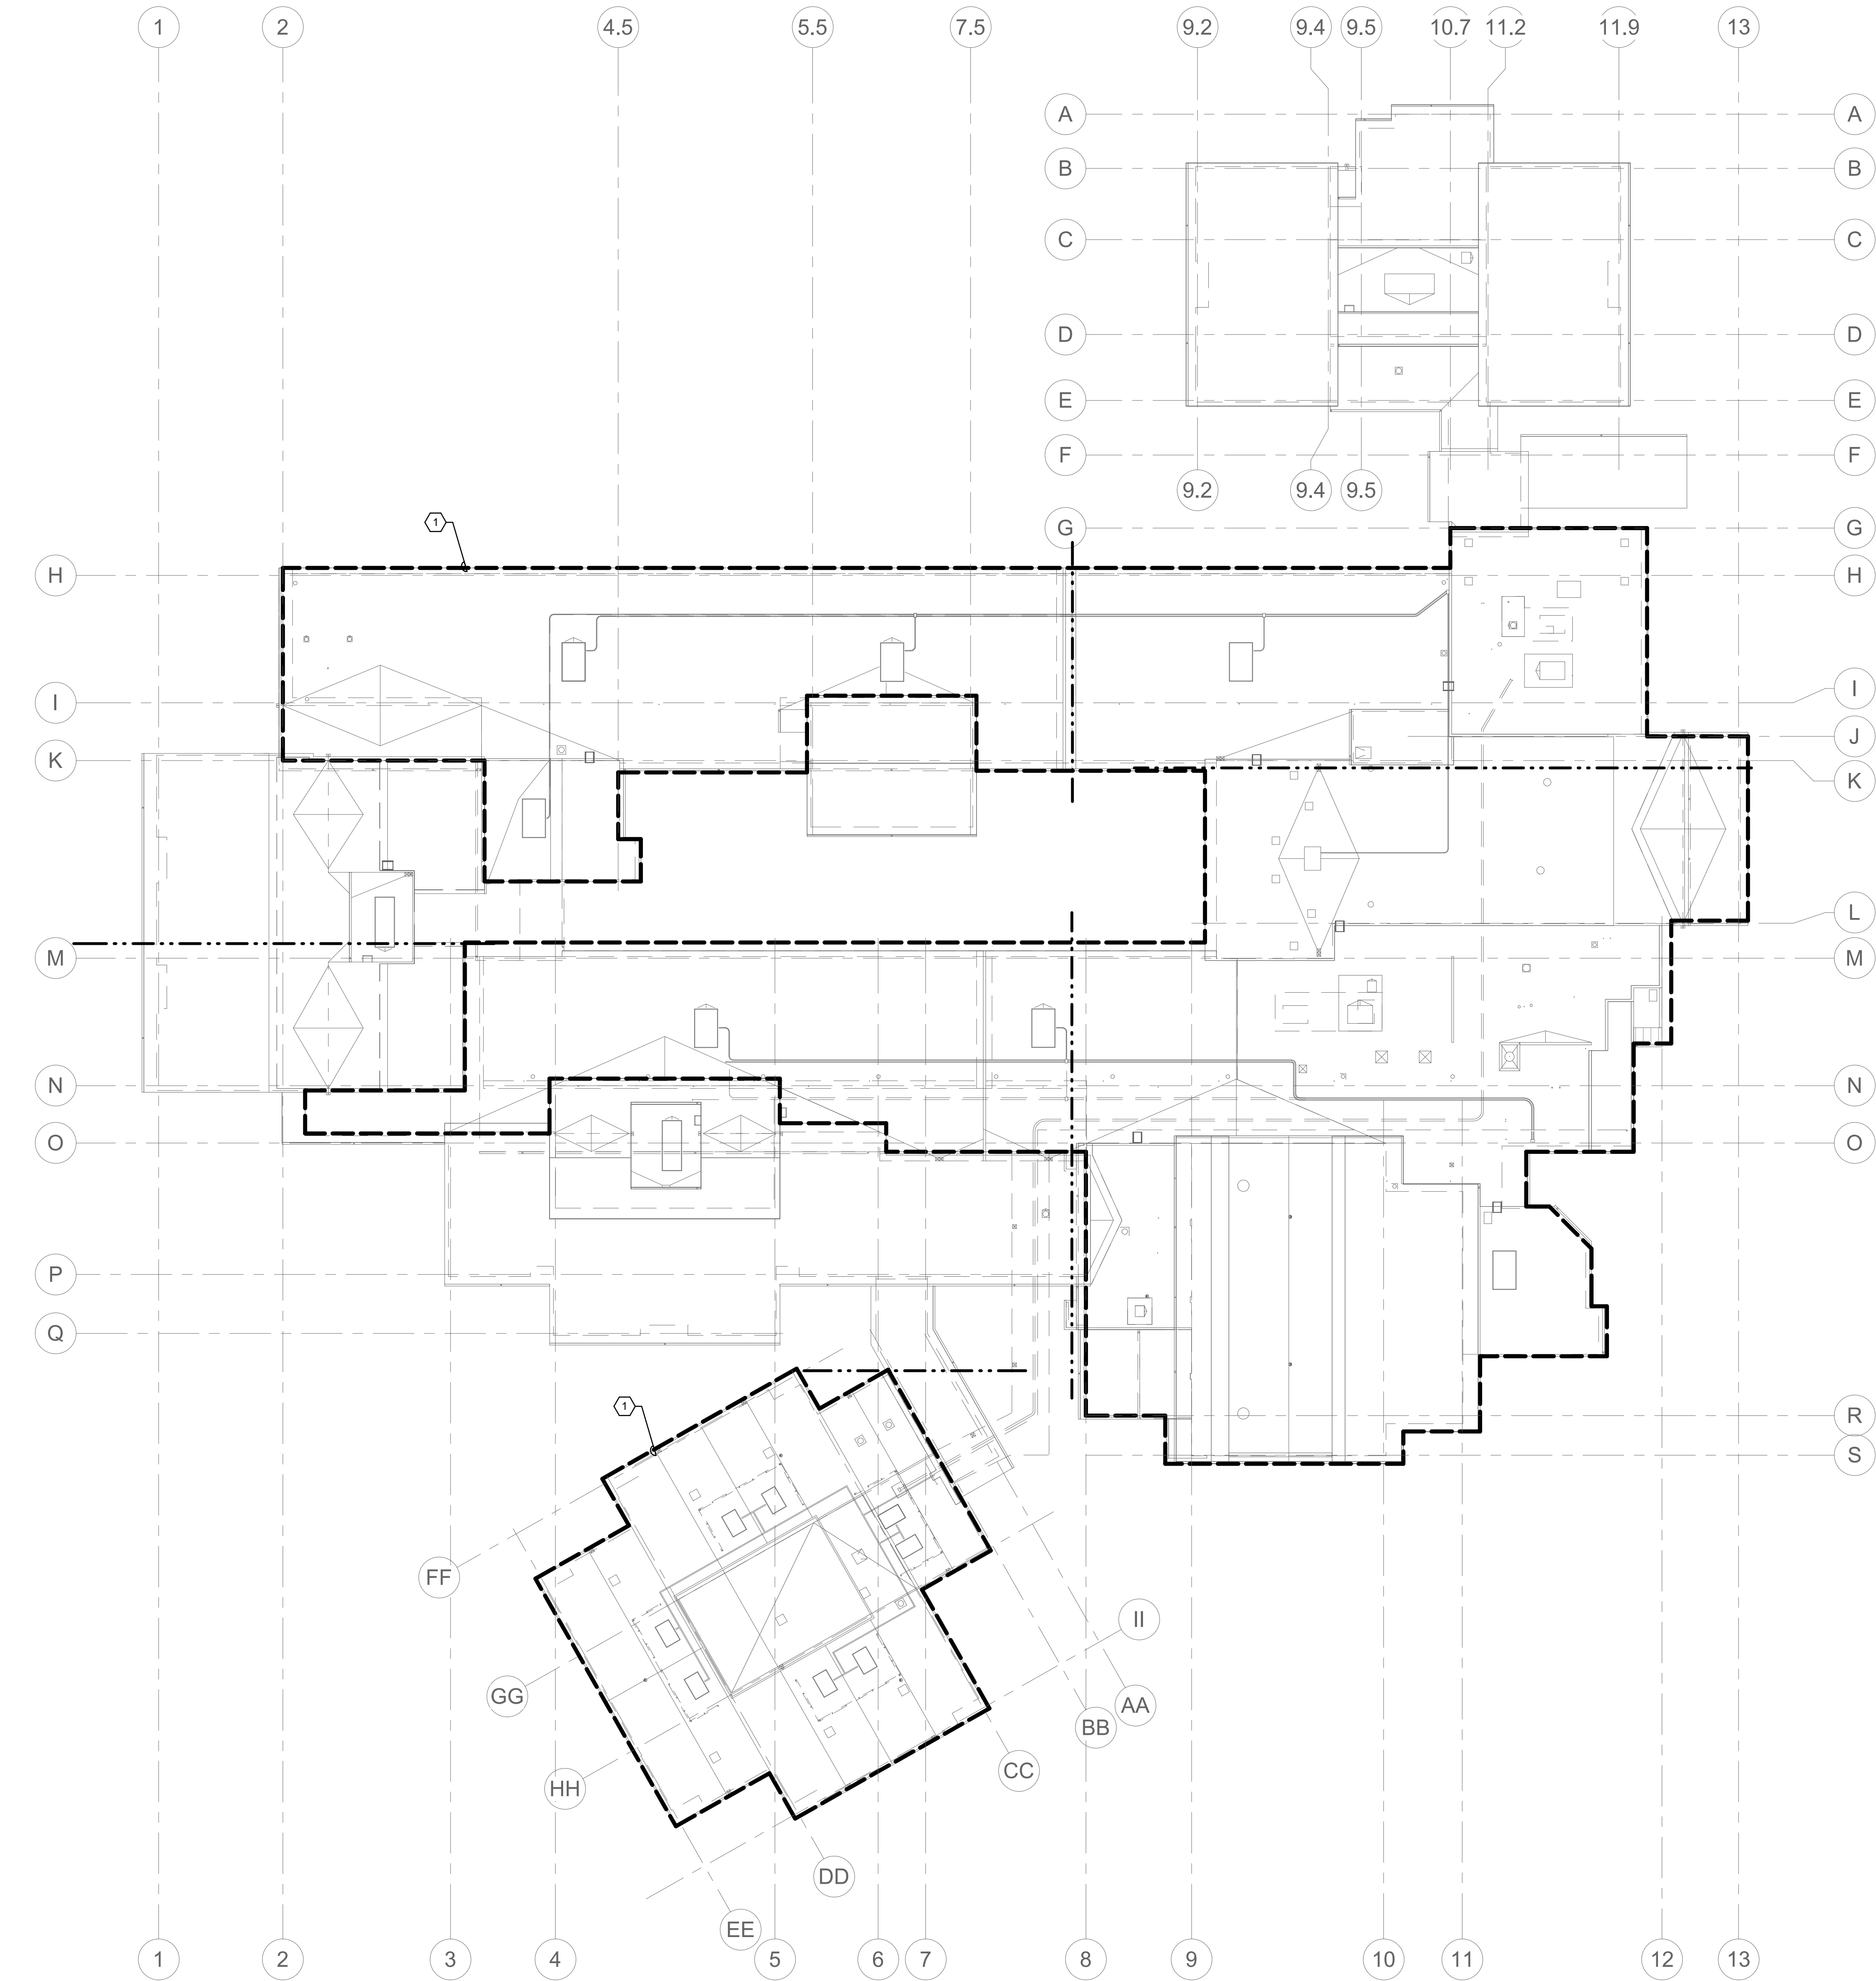 1 2 4.5 5.5 7.5 9.2 9.4 9.5 10.7 11.2 11.9 13
A A
B B
C C
D D
E E
F F
9.2 9.4 9.5
1
G G
H H
I I
J
K K
L
M M
N N
O O
P
Q
1
R
S
FF
II
GG
AA
BB
HH
CC
DD
EE
1 2 3 4 5 6 7 8 9 10 11 12 13